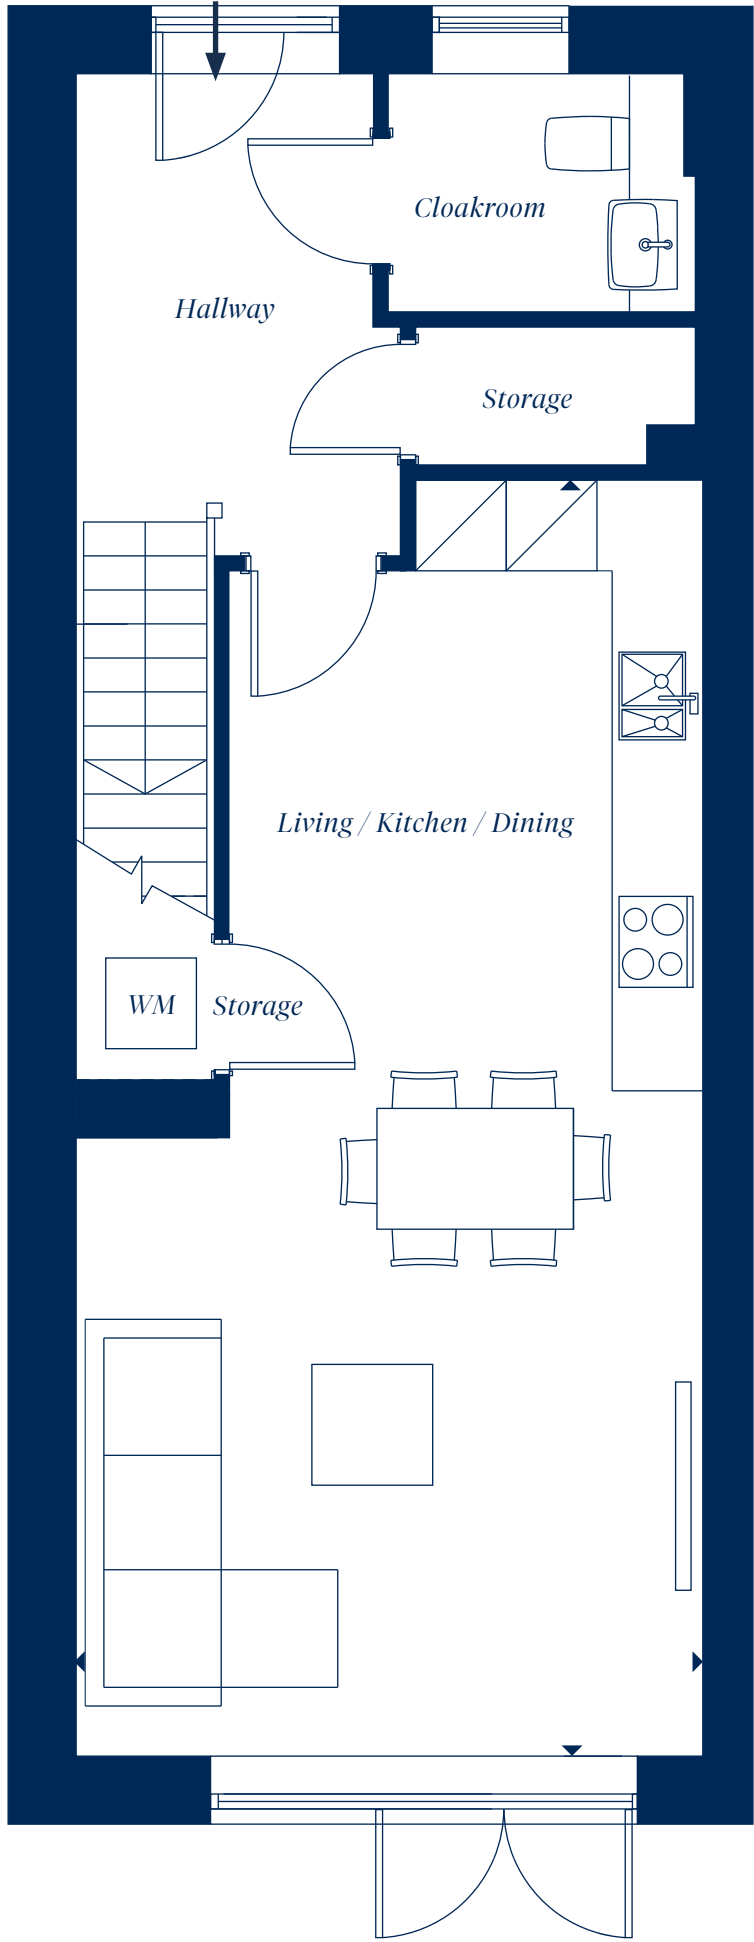 Cloakroom
Hallway
Storage
Living / Kitchen / Dining
WM
Storage